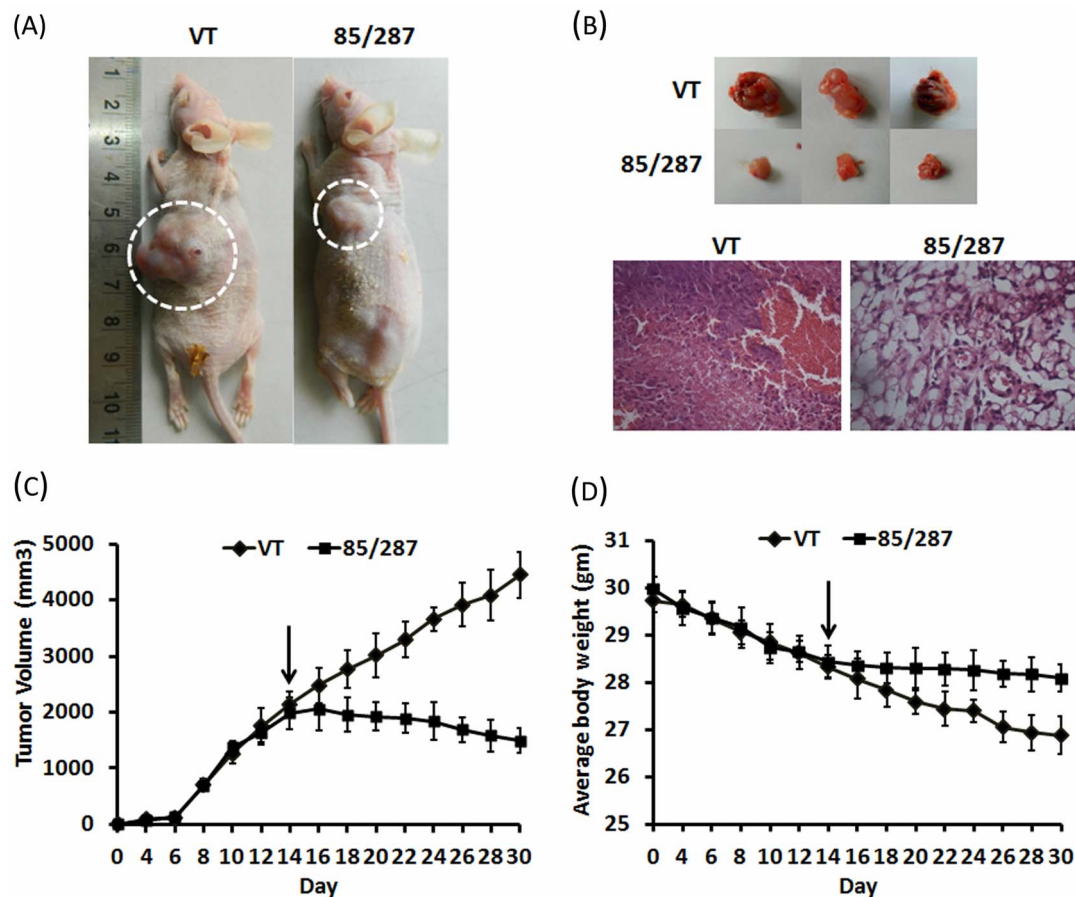 (A)
VT 85/287
1
2
3
4
5
6
7
8
9
10
(B)
VT
85/287
VT 85/287
(C)
VT 85/287
Tumor Volume (mm3)
5000
4000
3000
2000
1000
0
0 4 6 8 10 12 14 16 18 20 22 24 26 28 30
Day
(D)
VT 85/287
Average body weight (gm)
31
30
29
28
27
26
25
0 4 6 8 10 12 14 16 18 20 22 24 26 28 30
Day